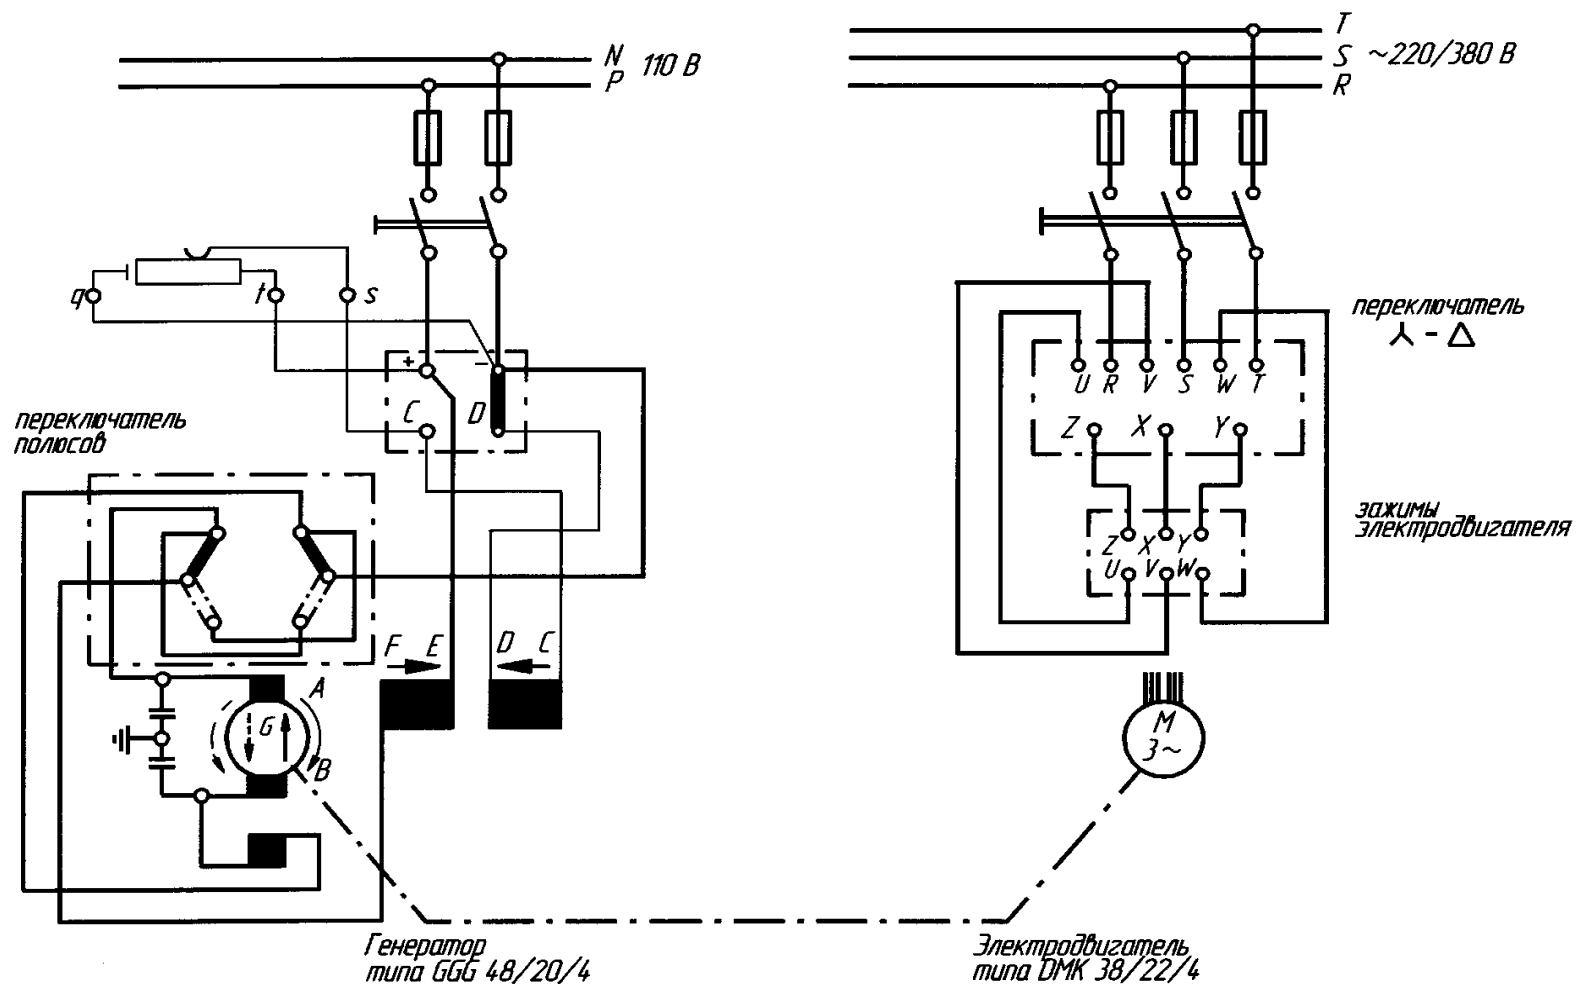 N
P
110 В
T
S
R
~220/380 В
q
t
s
+
-
C
D
переключатель
полюсов
переключатель
- 
U R V S W T
Z X Y
зажимы
электродвигателя
Z X Y
U V W
F E
D C
A
G
B
M
3~
Генератор
типа GGG 48/20/4
Электродвигатель
типа DMK 38/22/4